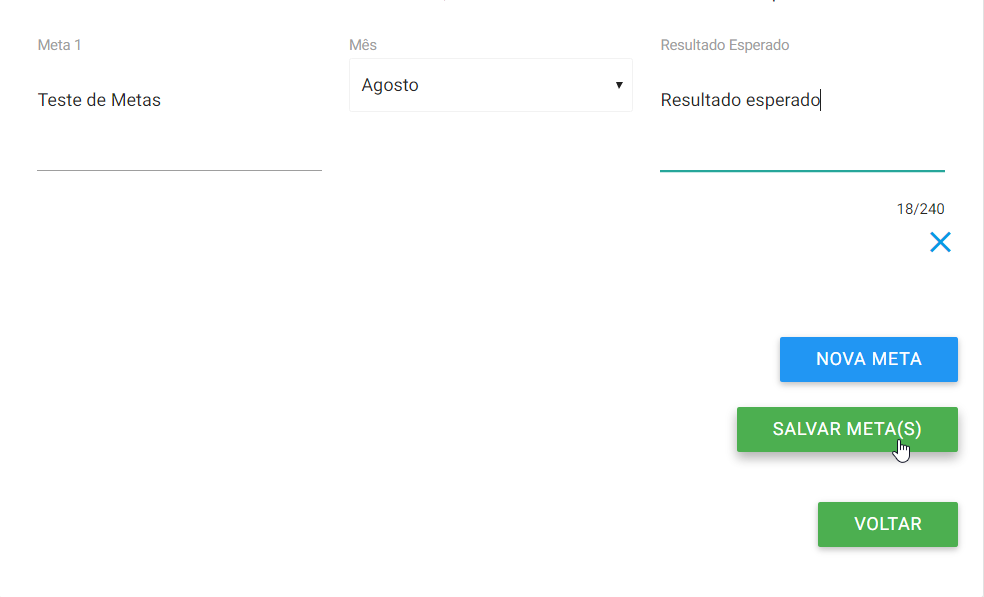 Meta 1
Mês
Resultado Esperado
Teste de Metas
Agosto
Resultado esperado
18/240
NOVA META
SALVAR META(S)
VOLTAR